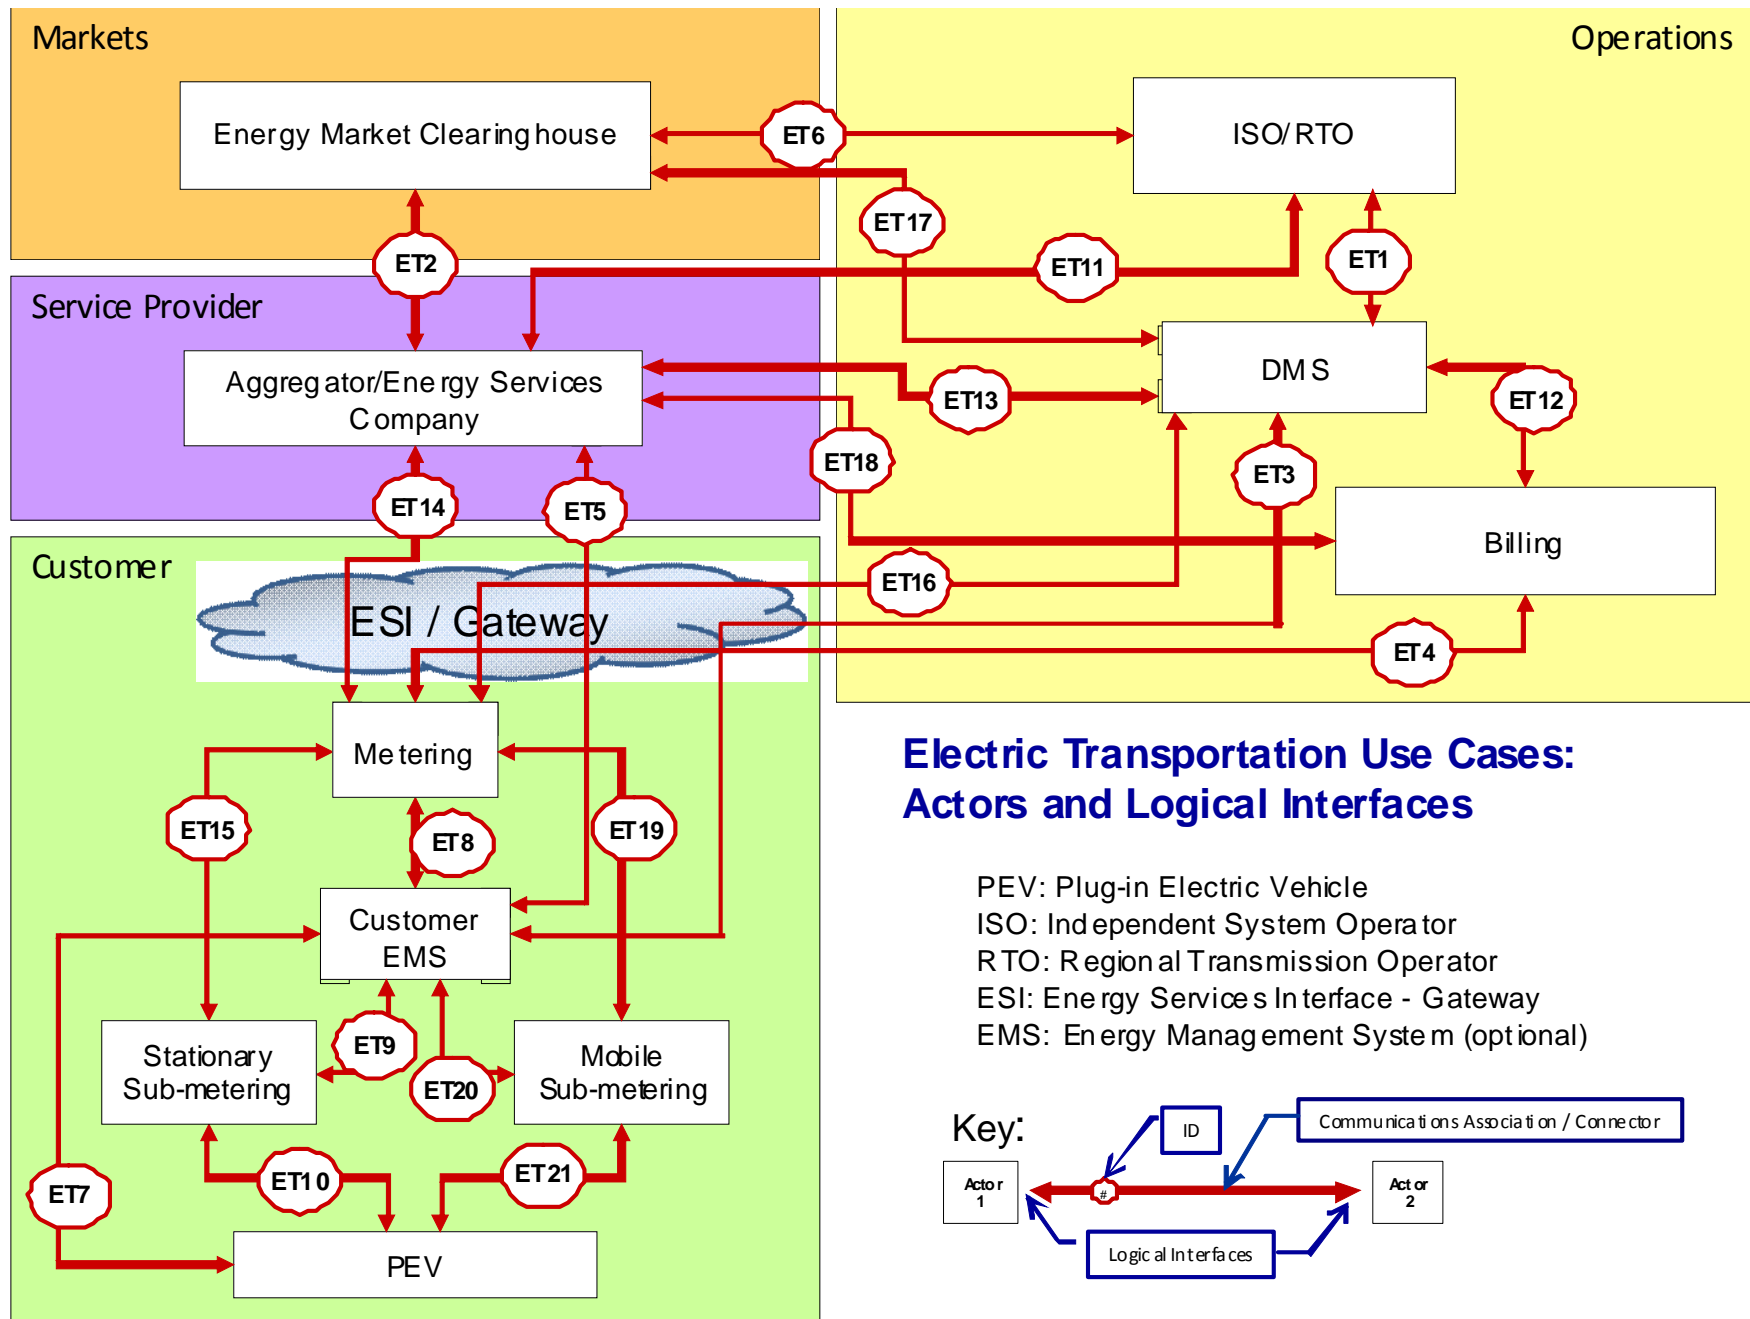 Markets
Operations
Energy Market Clearinghouse
ET6
ISO/RTO
ET17
ET2
ET11
ET1
Service Provider
Aggregator/Energy Services
Company
DMS
ET13
ET12
ET18
ET3
ET14
ET5
Billing
Customer
ET16
ESI / Gateway
ET4
Metering
Electric Transportation Use Cases:
Actors and Logical Interfaces
ET15
ET8
ET19
PEV: Plug-in Electric Vehicle
ISO: Independent System Operator
RTO: Regional Transmission Operator
ESI: Energy Services Interface - Gateway
EMS: Energy Management System (optional)
Customer
EMS
ET9
ET20
Stationary
Sub-metering
Mobile
Sub-metering
ET10
ET21
ET7
PEV
Key:
ID
Communications Association / Connector
Actor
1
#
Actor
2
Logical Interfaces